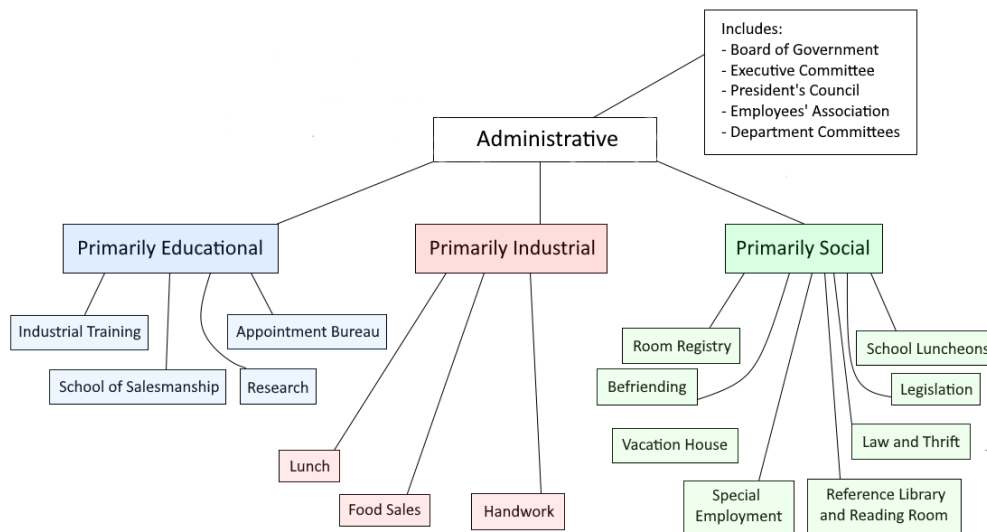 Includes:
- Board of Government
- Executive Committee
- President's Council
- Employees' Association
- Department Committees
Administrative
Primarily Educational
Primarily Industrial
Primarily Social
Industrial Training
Appointment Bureau
School of Salesmanship
Research
Lunch
Food Sales
Handwork
Room Registry
School Luncheons
Befriending
Legislation
Vacation House
Law and Thrift
Special
Employment
Reference Library
and Reading Room